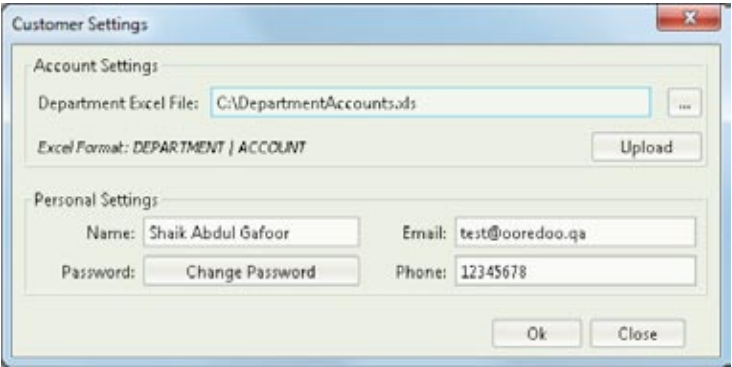 Customer Settings
Account Settings
Department Excel File: C:\DepartmentAccounts.xls ...
Excel Format: DEPARTMENT | ACCOUNT Upload
Personal Settings
Name: Shaik Abdul Gafoor Email: test@ooredoo.qa
Password: Change Password Phone: 12345678
Ok Close